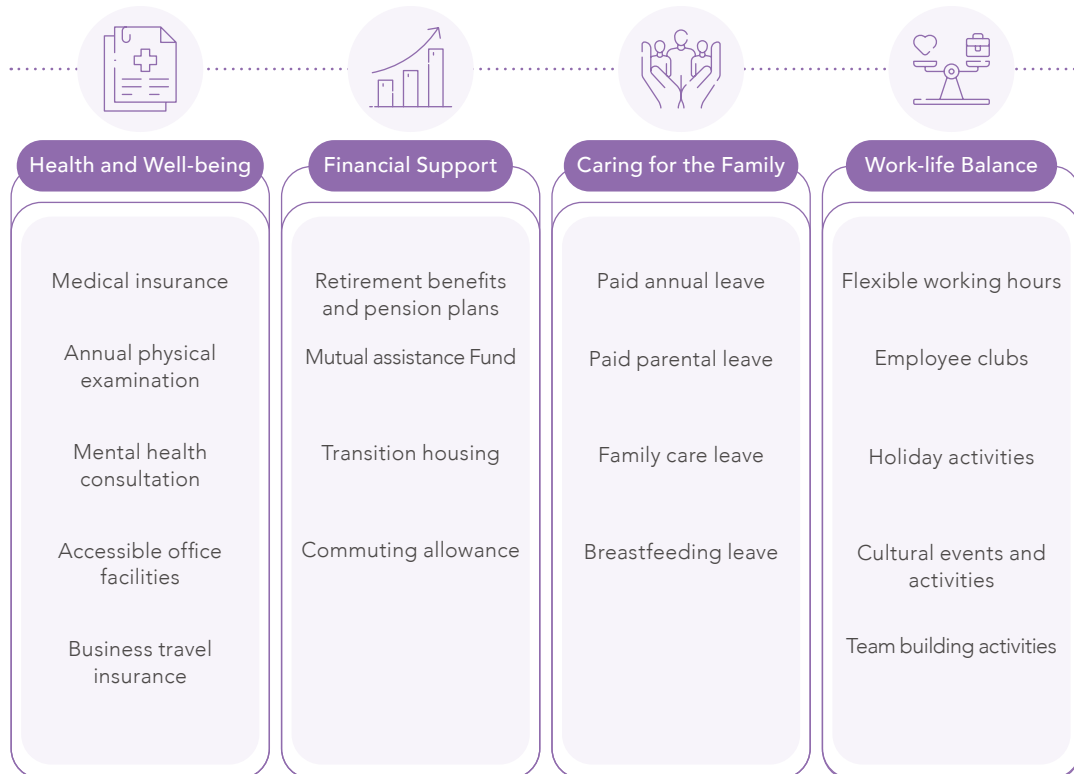 Health and Well-being
Medical insurance
Annual physical
examination
Mental health
consultation
Accessible office
facilities
Business travel
insurance
Financial Support
Retirement benefits
and pension plans
Mutual assistance Fund
Transition housing
Commuting allowance
Caring for the Family
Paid annual leave
Paid parental leave
Family care leave
Breastfeeding leave
Work-life Balance
Flexible working hours
Employee clubs
Holiday activities
Cultural events and
activities
Team building activities